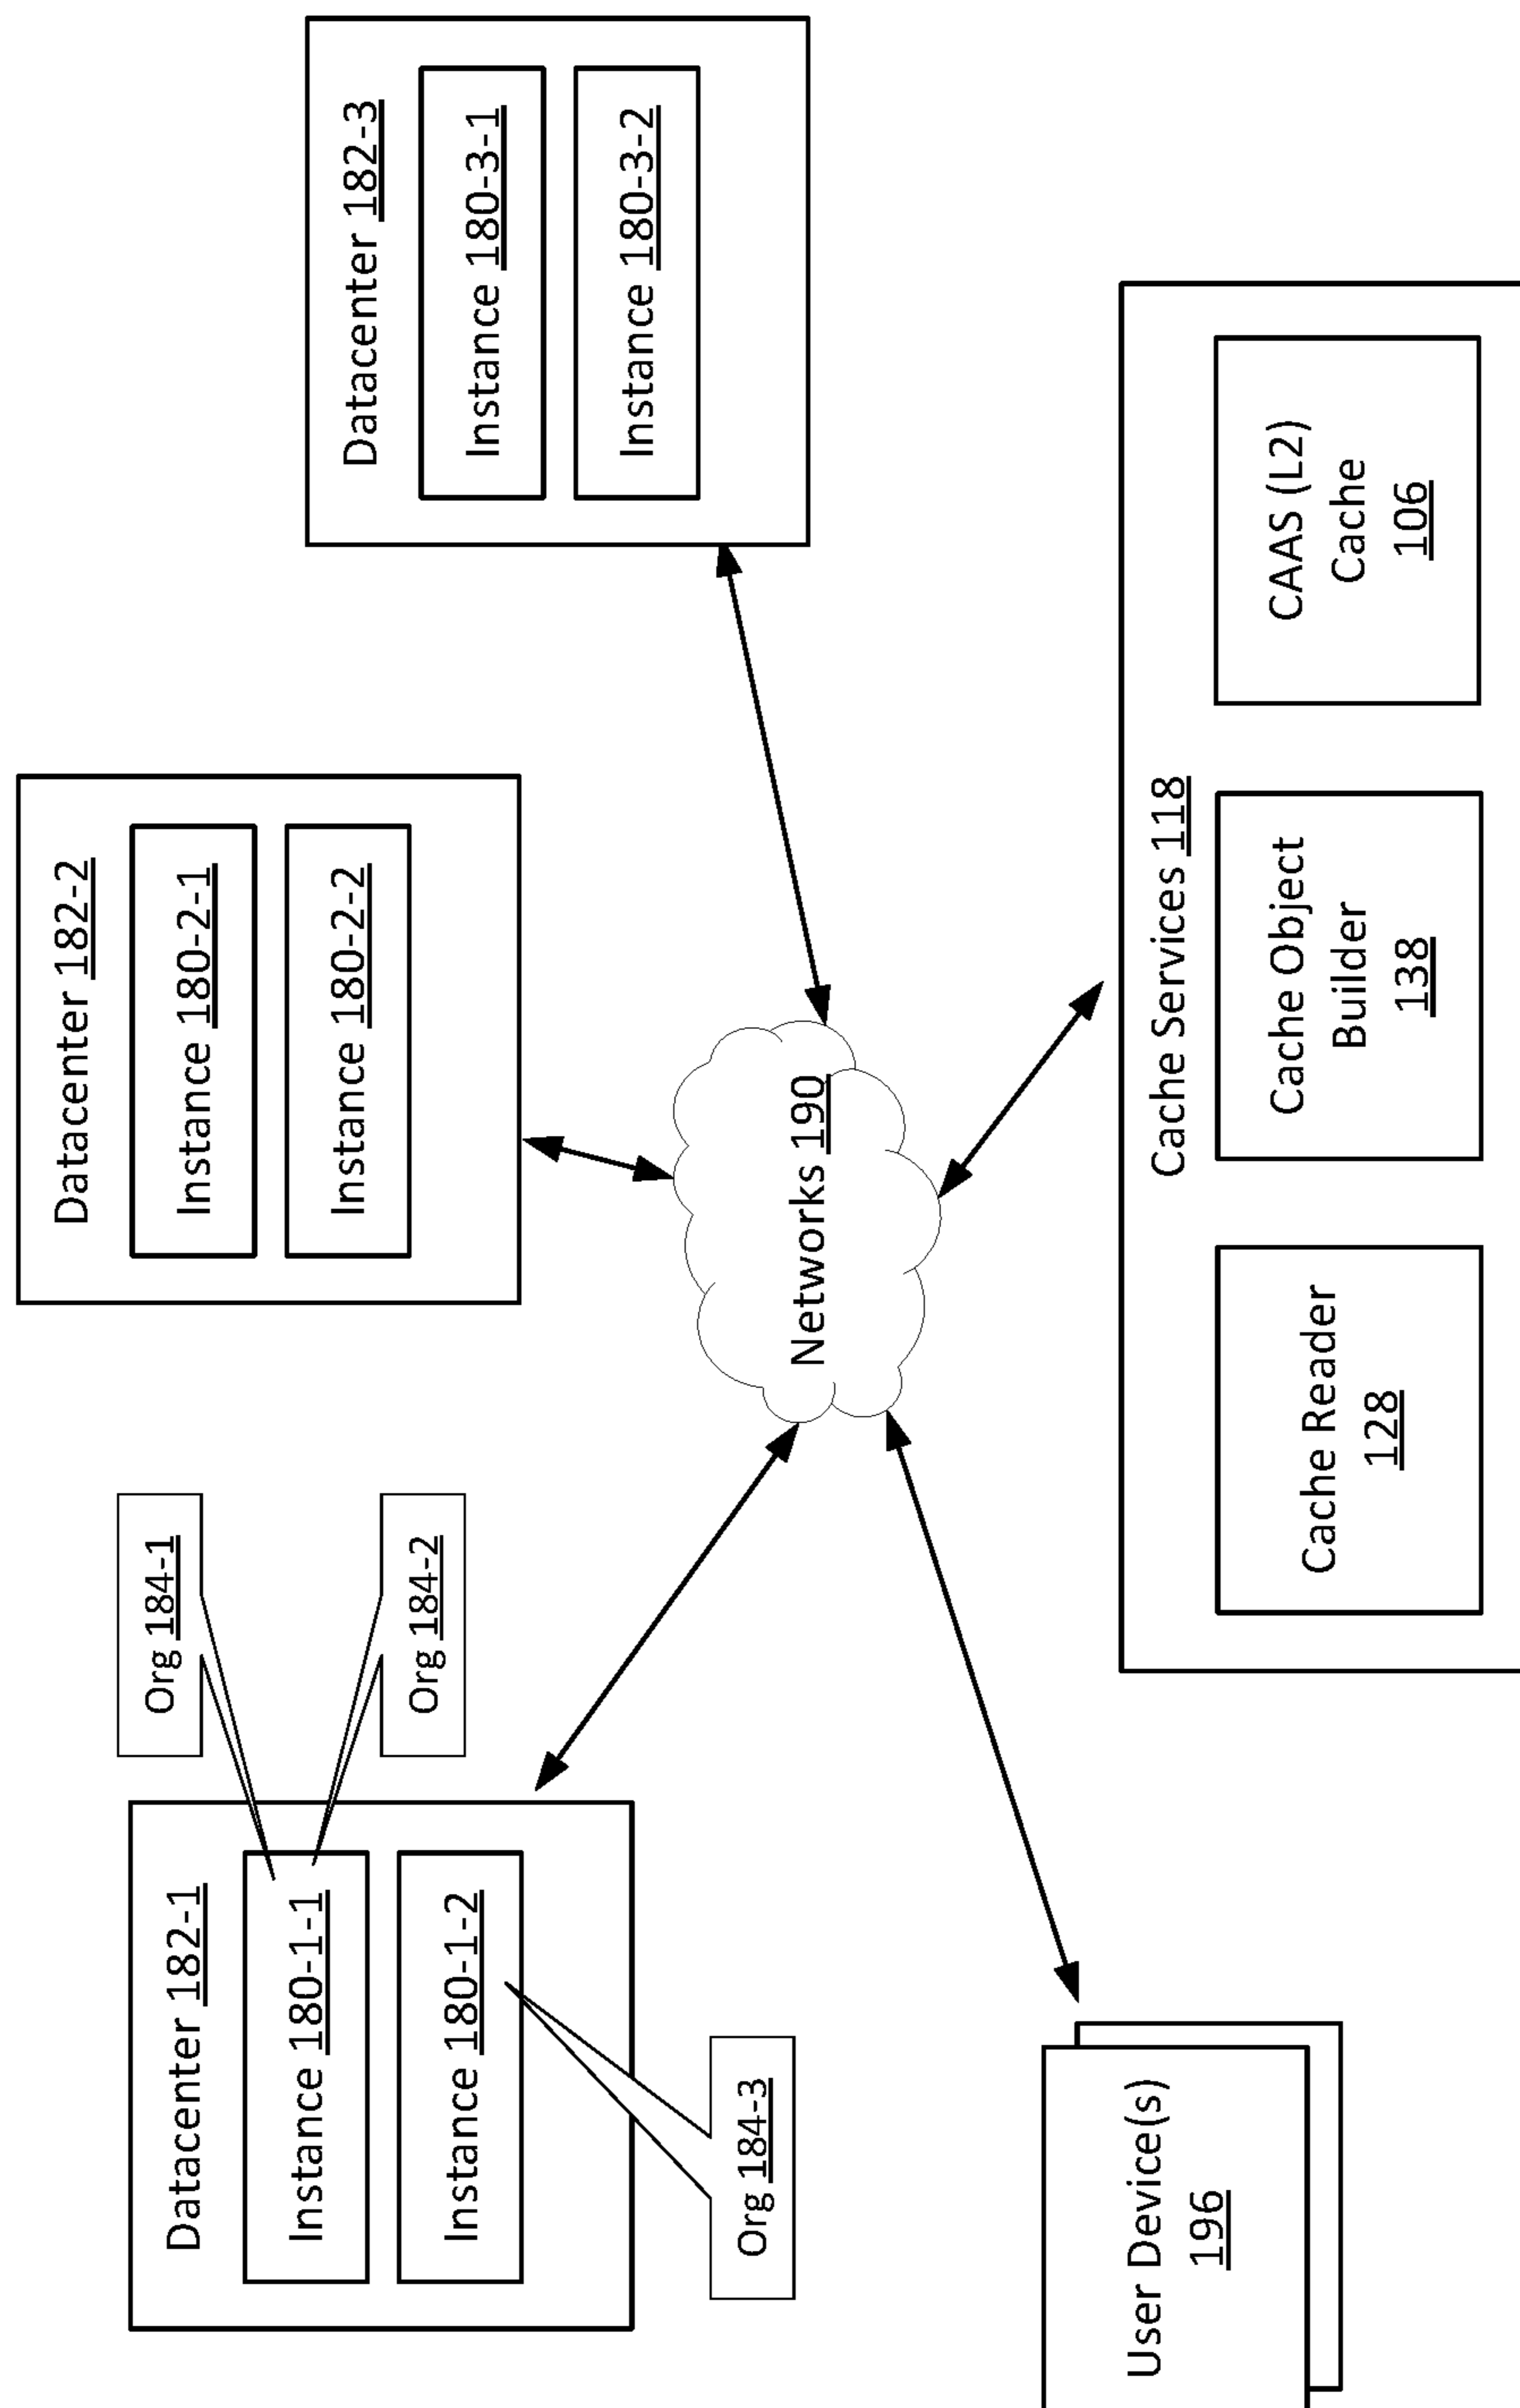 Datacenter 182-1
Instance 180-1-1
Instance 180-1-2
Org 184-1
Org 184-2
Org 184-3
Datacenter 182-2
Instance 180-2-1
Instance 180-2-2
Datacenter 182-3
Instance 180-3-1
Instance 180-3-2
Networks 190
User Device(s)
196
Cache Services 118
Cache Reader
128
Cache Object
Builder
138
CAAS (L2)
Cache
106